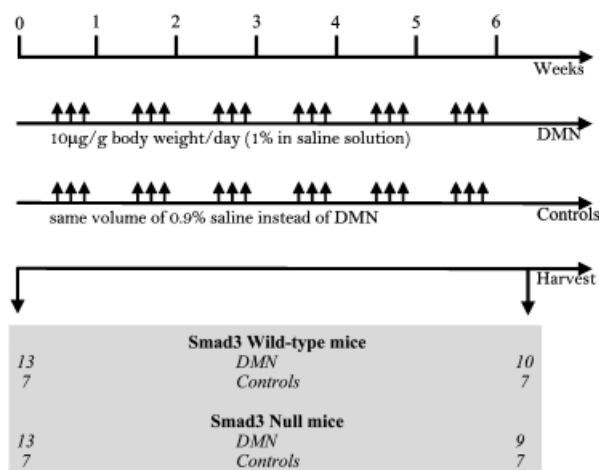 0 1 2 3 4 5 6
Weeks
10µg/g body weight/day (1% in saline solution)
DMN
same volume of 0.9% saline instead of DMN
Controls
Harvest
Smad3 Wild-type mice
13 DMN 10
7 Controls 7
Smad3 Null mice
13 DMN 9
7 Controls 7